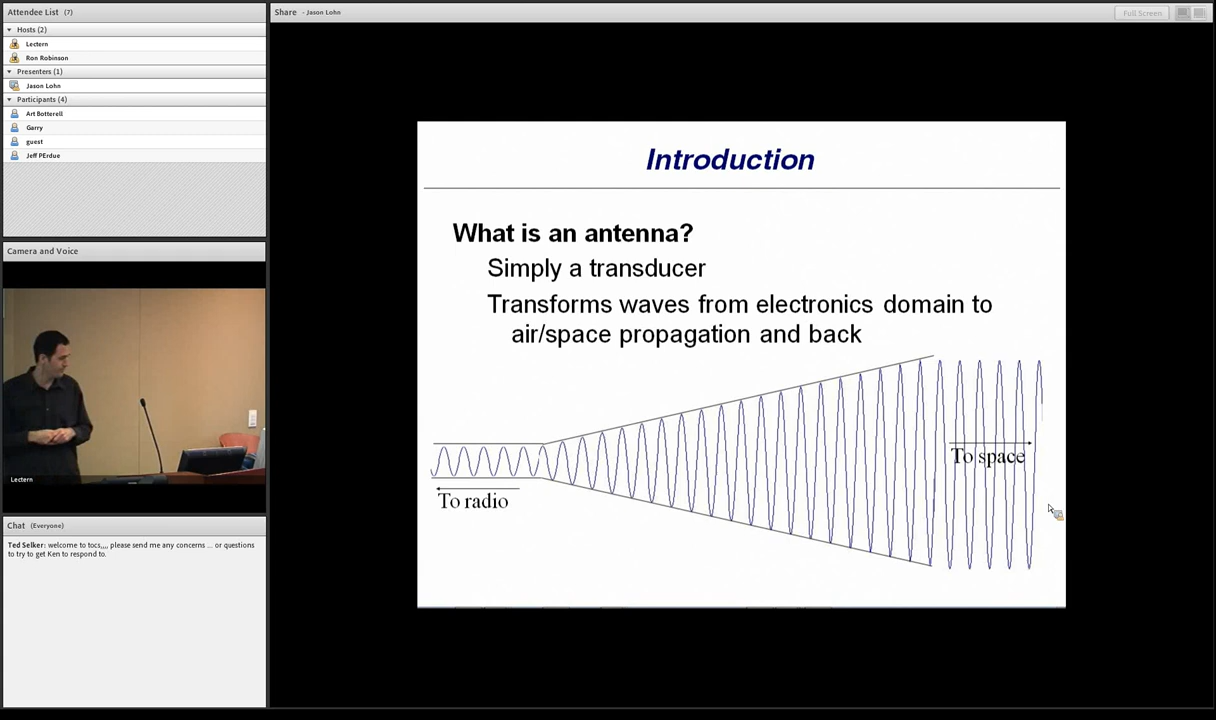 Attendee List (7)
Hosts (2)
Lectern
Ron Robinson
Presenters (1)
Jason Lohn
Participants (4)
Art Botterell
Garry
guest
Jeff PErdue
Camera and Voice
Lectern
Chat (Everyone)
Ted Selker: welcome to tocs,,,, please send me any concerns ... or questions
to try to get Ken to respond to.
Share - Jason Lohn
Full Screen
Introduction
What is an antenna?
Simply a transducer
Transforms waves from electronics domain to
air/space propagation and back
To radio
To space